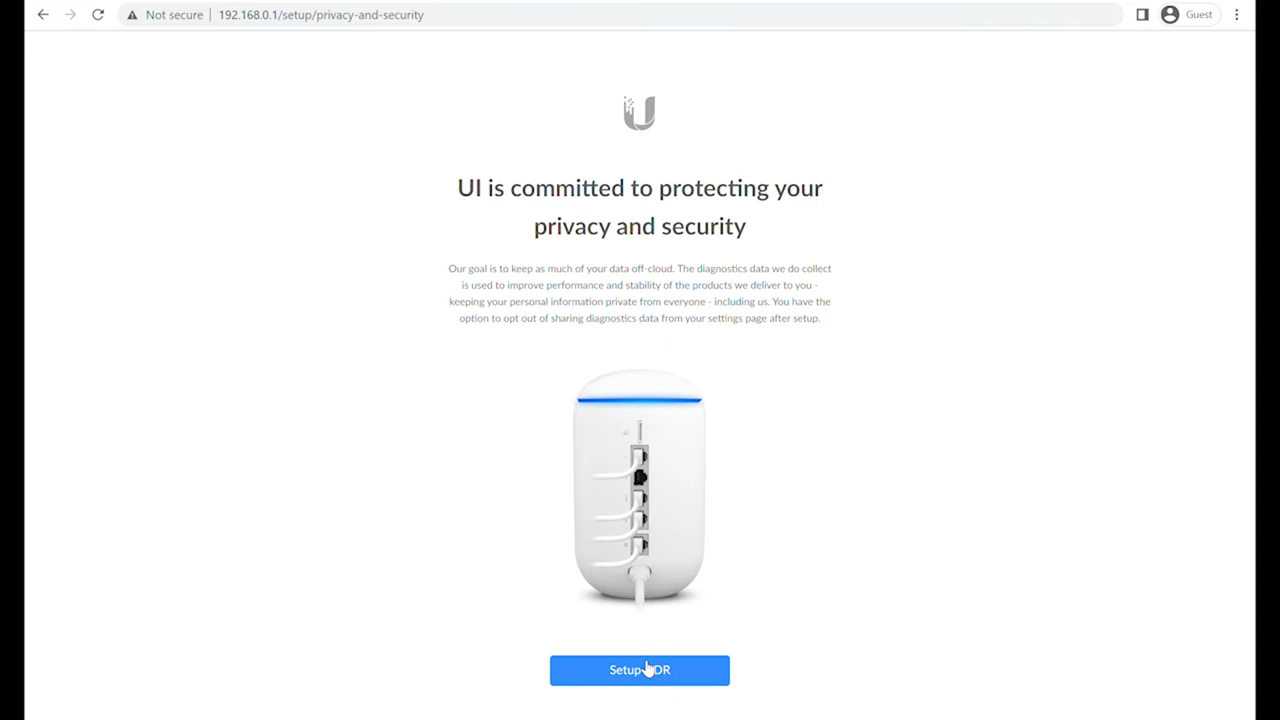 Not secure
192.168.0.1/setup/privacy-and-security
Guest
UI is committed to protecting your
privacy and security
Our goal is to keep as much of your data off-cloud. The diagnostics data we do collect
is used to improve performance and stability of the products we deliver to you -
keeping your personal information private from everyone - including us. You have the
option to opt out of sharing diagnostics data from your settings page after setup.
Setup DR